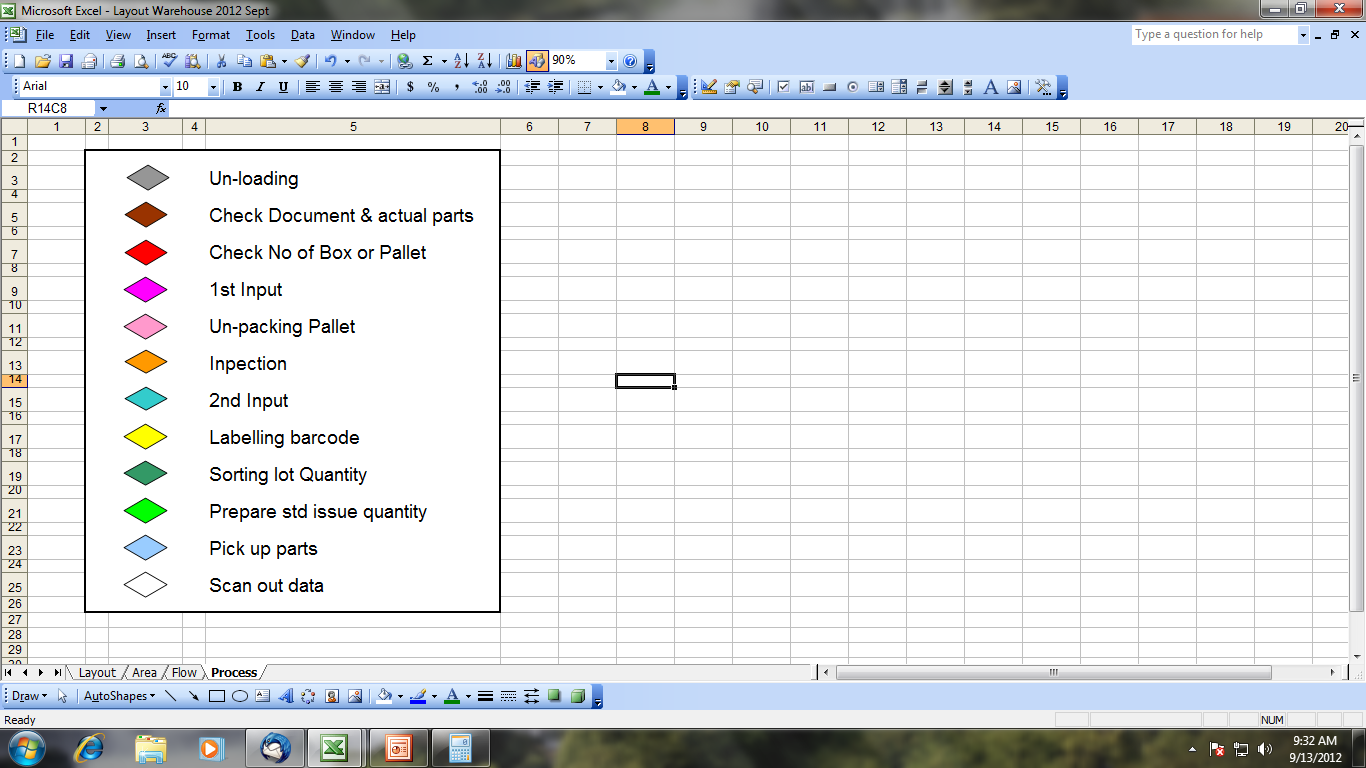 Microsoft Excel - Layout Warehouse 2012 Sept
File Edit View Insert Format Tools Data Window Help Type a question for help
Σ A Z Z A 90%
Arial 10 B I U $ % , ab A
R14C8 fx
1 2 3 4 5 6 7 8 9 10 11 12 13 14 15 16 17 18 19 20
1
2
3 Un-loading
4
5 Check Document & actual parts
6
7 Check No of Box or Pallet
8
9 1st Input
10
11 Un-packing Pallet
12
13 Inpection
14
15 2nd Input
16
17 Labelling barcode
18
19 Sorting lot Quantity
20
21 Prepare std issue quantity
22
23 Pick up parts
24
25 Scan out data
26
27
28
29
Layout Area Flow Process
Draw AutoShapes A
Ready NUM
9:32 AM
9/13/2012